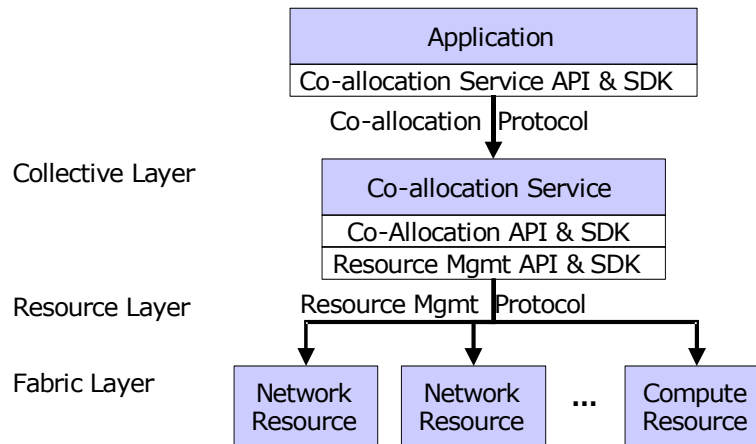 Application
Co-allocation Service API & SDK
Co-allocation Protocol
Collective Layer
Co-allocation Service
Co-Allocation API & SDK
Resource Mgmt API & SDK
Resource Layer
Resource Mgmt Protocol
Fabric Layer
Network
Resource
Network
Resource
...
Compute
Resource